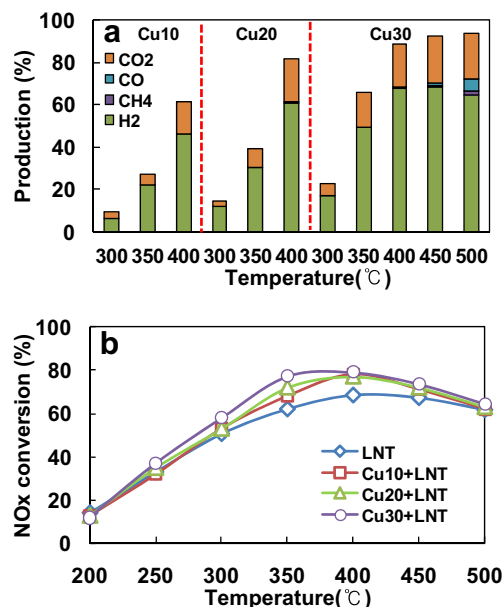 a
Cu10 Cu20 Cu30
CO2
CO
CH4
H2
Production (%)
100
80
60
40
20
0
300 350 400 300 350 400 300 350 400 450 500
Temperature(℃)
b
NOx conversion (%)
100
80
60
40
20
0
LNT
Cu10+LNT
Cu20+LNT
Cu30+LNT
200 250 300 350 400 450 500
Temperature(℃)